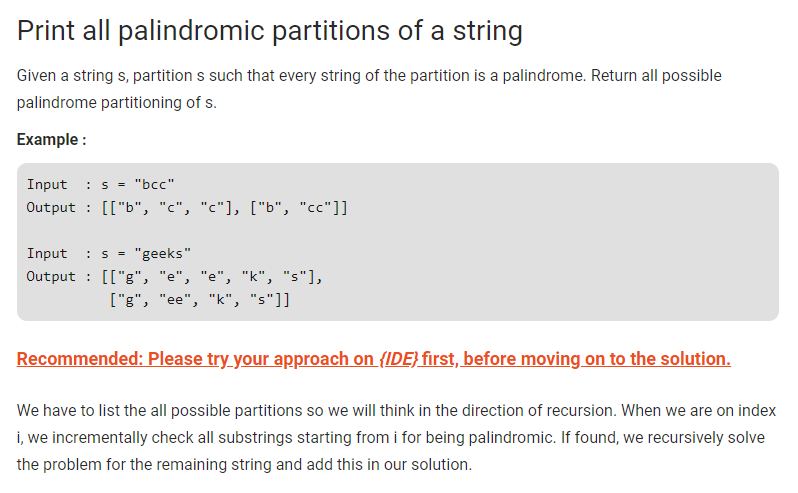 Print all palindromic partitions of a string
Given a string s, partition s such that every string of the partition is a palindrome. Return all possible
palindrome partitioning of s.
Example :
Input  : s = "bcc"
Output : [["b", "c", "c"], ["b", "cc"]]
Input  : s = "geeks"
Output : [["g", "e", "e", "k", "s"],
["g", "ee", "k", "s"]]
Recommended: Please try your approach on {IDE} first, before moving on to the solution.
We have to list the all possible partitions so we will think in the direction of recursion. When we are on index
i, we incrementally check all substrings starting from i for being palindromic. If found, we recursively solve
the problem for the remaining string and add this in our solution.